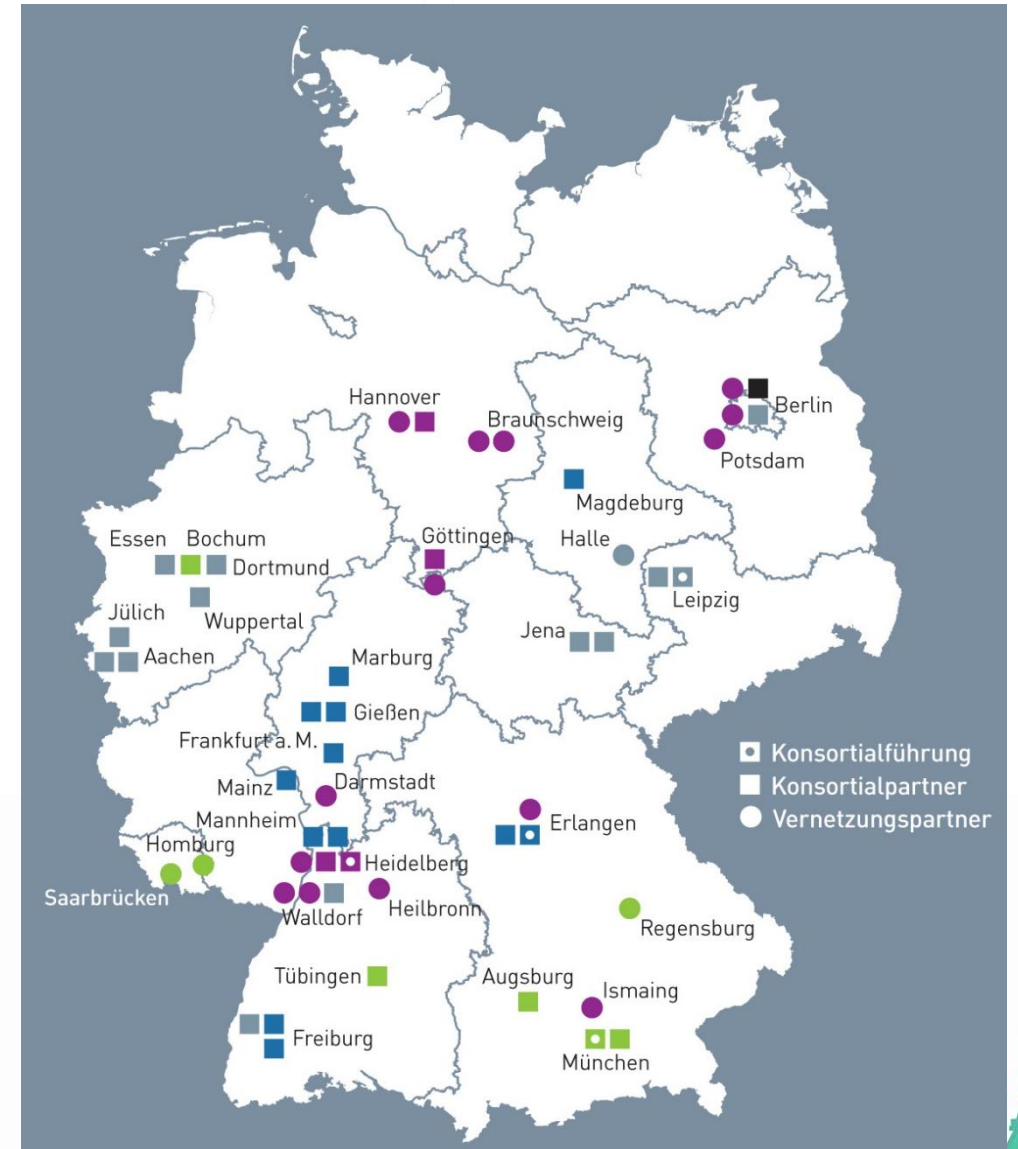 Hannover
Braunschweig
Berlin
Potsdam
Magdeburg
Göttingen
Halle
Essen
Bochum
Dortmund
Leipzig
Wuppertal
Jülich
Jena
Aachen
Marburg
Gießen
Frankfurt a. M.
Konsortialführung
Konsortialpartner
Vernetzungspartner
Mainz
Darmstadt
Mannheim
Erlangen
Homburg
Heidelberg
Saarbrücken
Walldorf
Heilbronn
Regensburg
Tübingen
Augsburg
Ismaing
Freiburg
München